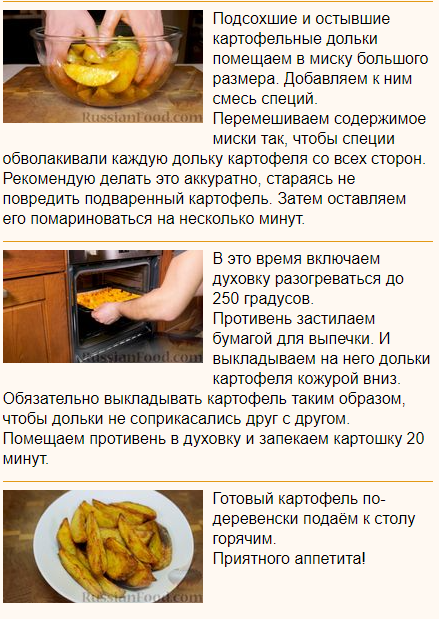 Подсохшие и остывшие
картофельные дольки
помещаем в миску большого
размера. Добавляем к ним
смесь специй.
Перемешиваем содержимое
миски так, чтобы специи
обволакивали каждую дольку картофеля со всех сторон.
Рекомендую делать это аккуратно, стараясь не
повредить подваренный картофель. Затем оставляем
его помариноваться на несколько минут.
RussianFood.com
В это время включаем
духовку разогреваться до
250 градусов.
Противень застилаем
бумагой для выпечки. И
выкладываем на него дольки
картофеля кожурой вниз.
Обязательно выкладывать картофель таким образом,
чтобы дольки не соприкасались друг с другом.
Помещаем противень в духовку и запекаем картошку 20
минут.
RussianFood.com
Готовый картофель по-
деревенски подаём к столу
горячим.
Приятного аппетита!
RussianFood.com